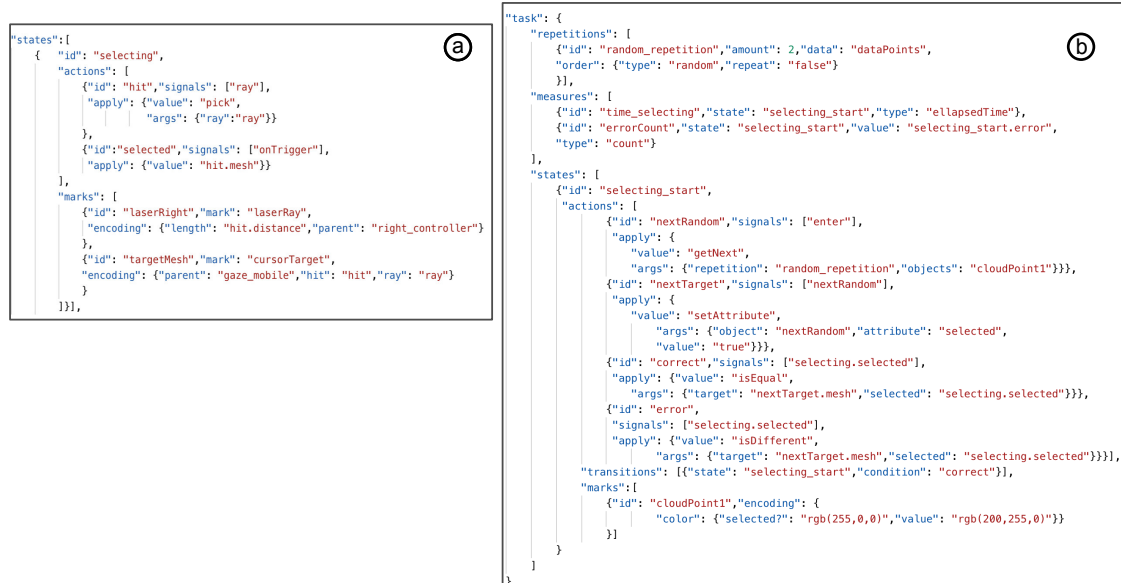 ⓐ
"states":[
{ "id": "selecting",
"actions": [
{"id": "hit","signals": ["ray"],
"apply": {"value": "pick",
"args": {"ray":"ray"}}
},
{"id":"selected","signals": ["onTrigger"],
"apply": {"value": "hit.mesh"}}
],
"marks": [
{"id": "laserRight","mark": "laserRay",
"encoding": {"length": "hit.distance","parent": "right_controller"}
},
{"id": "targetMesh","mark": "cursorTarget",
"encoding": {"parent": "gaze_mobile","hit": "hit","ray": "ray"}
}
]}],
ⓑ
"task": {
"repetitions": [
{"id": "random_repetition","amount": 2,"data": "dataPoints",
"order": {"type": "random","repeat": "false"}
}],
"measures": [
{"id": "time_selecting","state": "selecting_start","type": "ellapsedTime"},
{"id": "errorCount","state": "selecting_start","value": "selecting_start.error",
"type": "count"}
],
"states": [
{"id": "selecting_start",
"actions": [
{"id": "nextRandom","signals": ["enter"],
"apply": {
"value": "getNext",
"args": {"repetition": "random_repetition","objects": "cloudPoint1"}}},
{"id": "nextTarget","signals": ["nextRandom"],
"apply": {
"value": "setAttribute",
"args": {"object": "nextRandom","attribute": "selected",
"value": "true"}}},
{"id": "correct","signals": ["selecting.selected"],
"apply": {"value": "isEqual",
"args": {"target": "nextTarget.mesh","selected": "selecting.selected"}}},
{"id": "error",
"signals": ["selecting.selected"],
"apply": {"value": "isDifferent",
"args": {"target": "nextTarget.mesh","selected": "selecting.selected"}}}],
"transitions": [{"state": "selecting_start","condition": "correct"}],
"marks":[
{"id": "cloudPoint1","encoding": {
"color": {"selected?": "rgb(255,0,0)","value": "rgb(200,255,0)"}}
}]
}
]
}